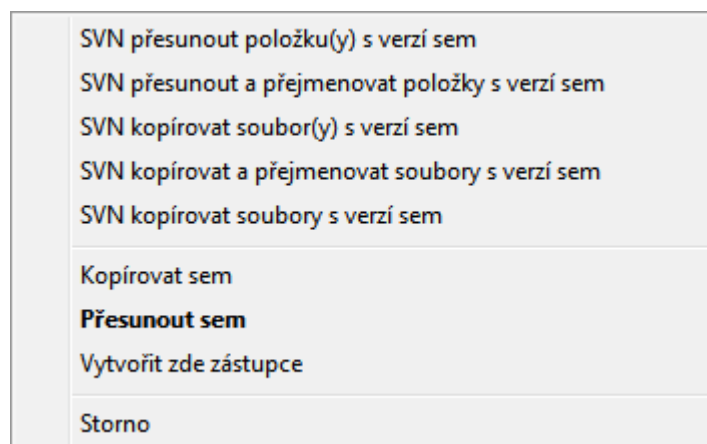 SVN přesunout položku(y) s verzí sem
SVN přesunout a přejmenovat položky s verzí sem
SVN kopírovat soubor(y) s verzí sem
SVN kopírovat a přejmenovat soubory s verzí sem
SVN kopírovat soubory s verzí sem
Kopírovat sem
Přesunout sem
Vytvořit zde zástupce
Storno